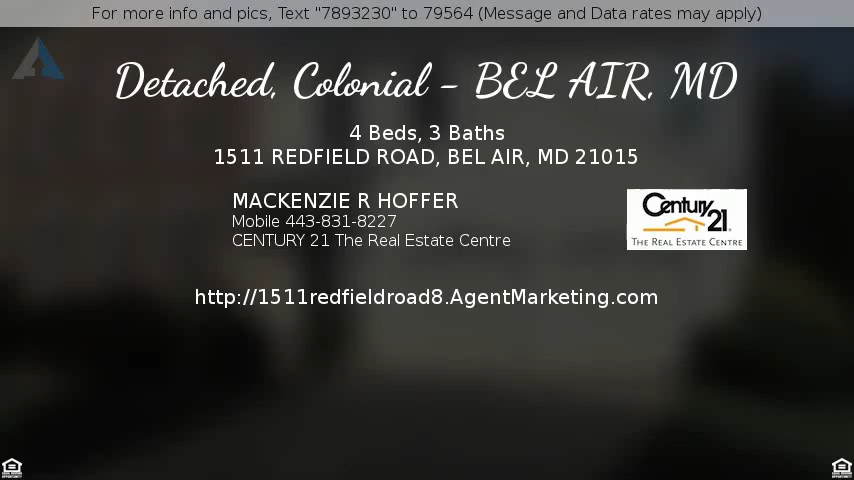 For more info and pics, Text "7893230" to 79564 (Message and Data rates may apply)
Detached, Colonial - BEL AIR, MD
4 Beds, 3 Baths
1511 REDFIELD ROAD, BEL AIR, MD 21015
MACKENZIE R HOFFER
Mobile 443-831-8227
CENTURY 21 The Real Estate Centre
Century 21
THE REAL ESTATE CENTRE
http://1511redfieldroad8.AgentMarketing.com